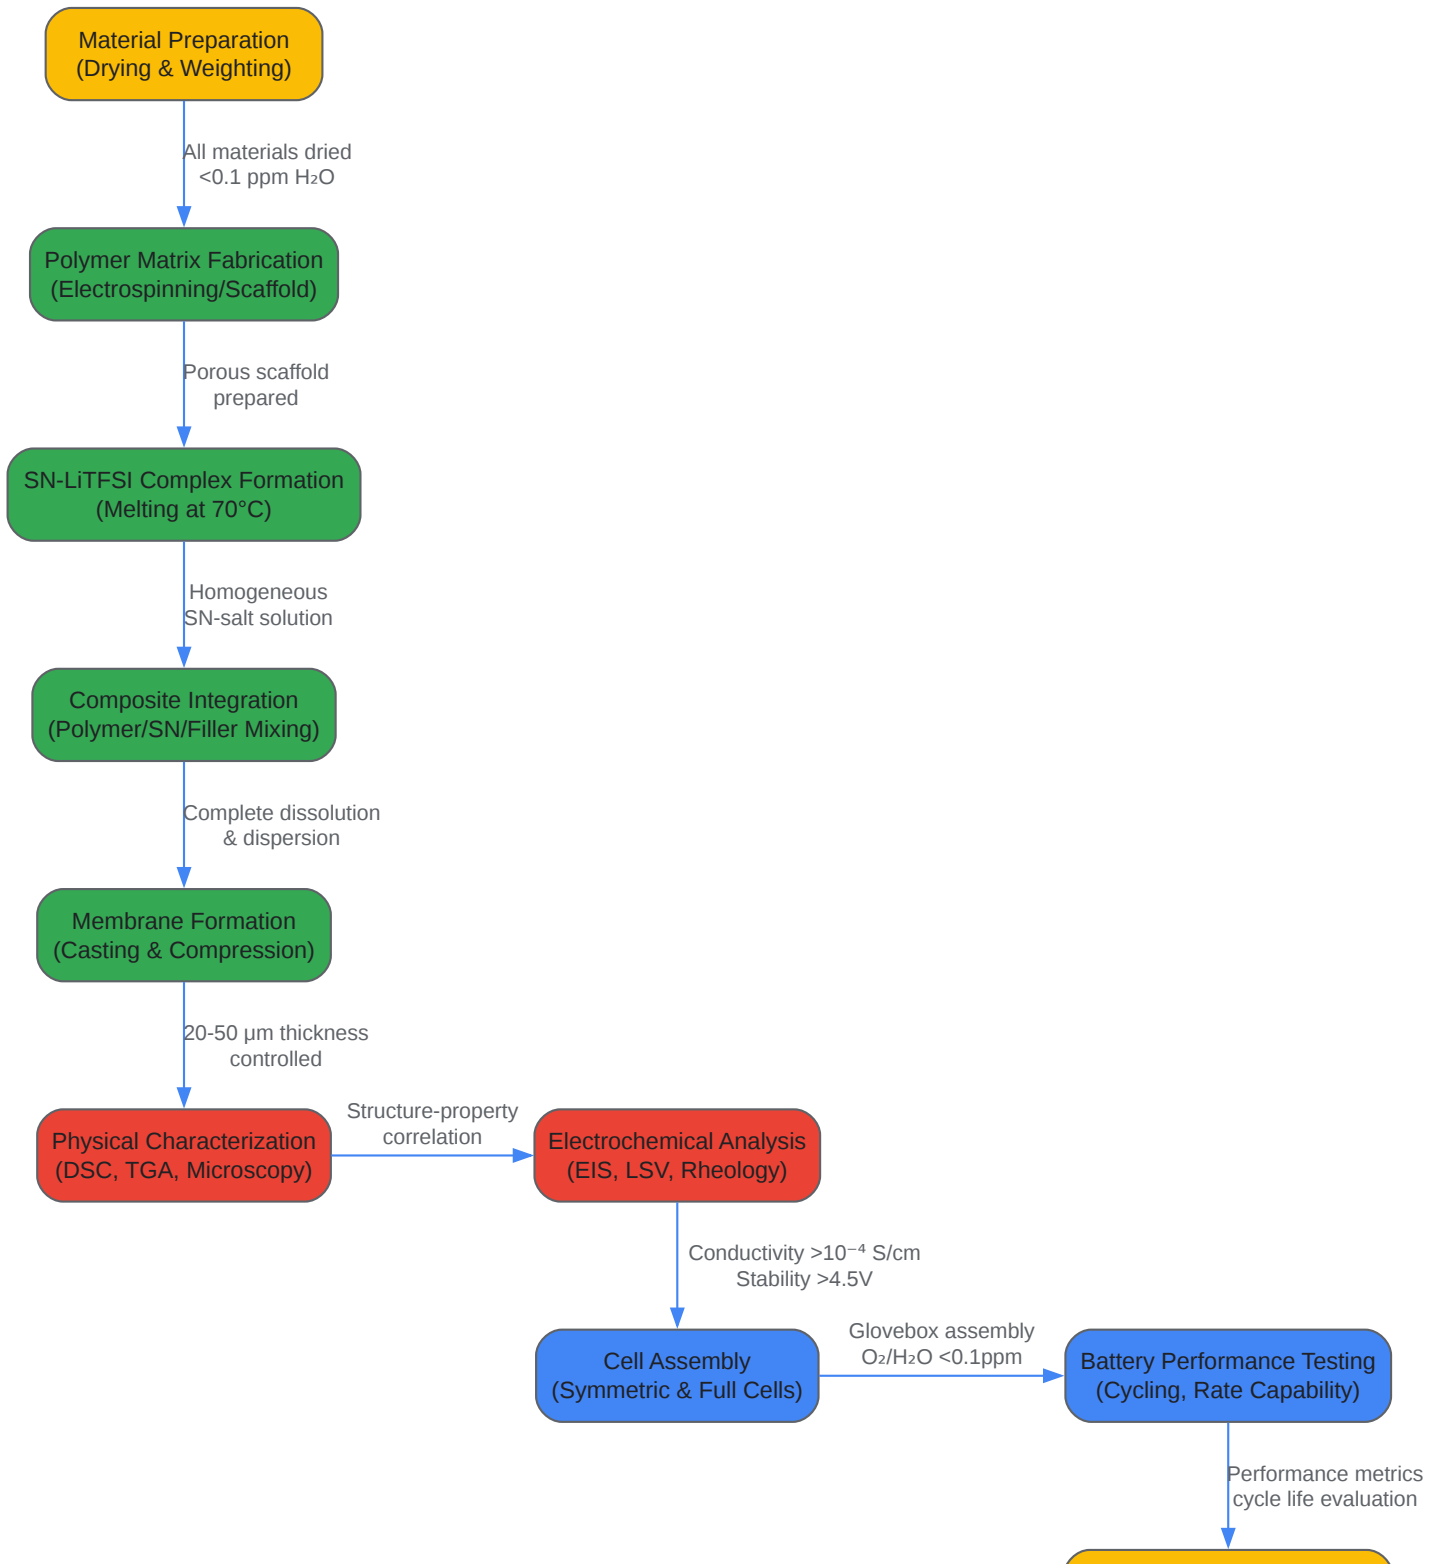 Material Preparation
(Drying & Weighting)
All materials dried
<0.1 ppm H₂O
Polymer Matrix Fabrication
(Electrospinning/Scaffold)
Porous scaffold
prepared
SN-LiTFSI Complex Formation
(Melting at 70°C)
Homogeneous
SN-salt solution
Composite Integration
(Polymer/SN/Filler Mixing)
Complete dissolution
& dispersion
Membrane Formation
(Casting & Compression)
20-50 μm thickness
controlled
Physical Characterization
(DSC, TGA, Microscopy)
Structure-property
correlation
Electrochemical Analysis
(EIS, LSV, Rheology)
Conductivity >10⁻⁴ S/cm
Stability >4.5V
Cell Assembly
(Symmetric & Full Cells)
Glovebox assembly
O₂/H₂O <0.1ppm
Battery Performance Testing
(Cycling, Rate Capability)
Performance metrics
cycle life evaluation